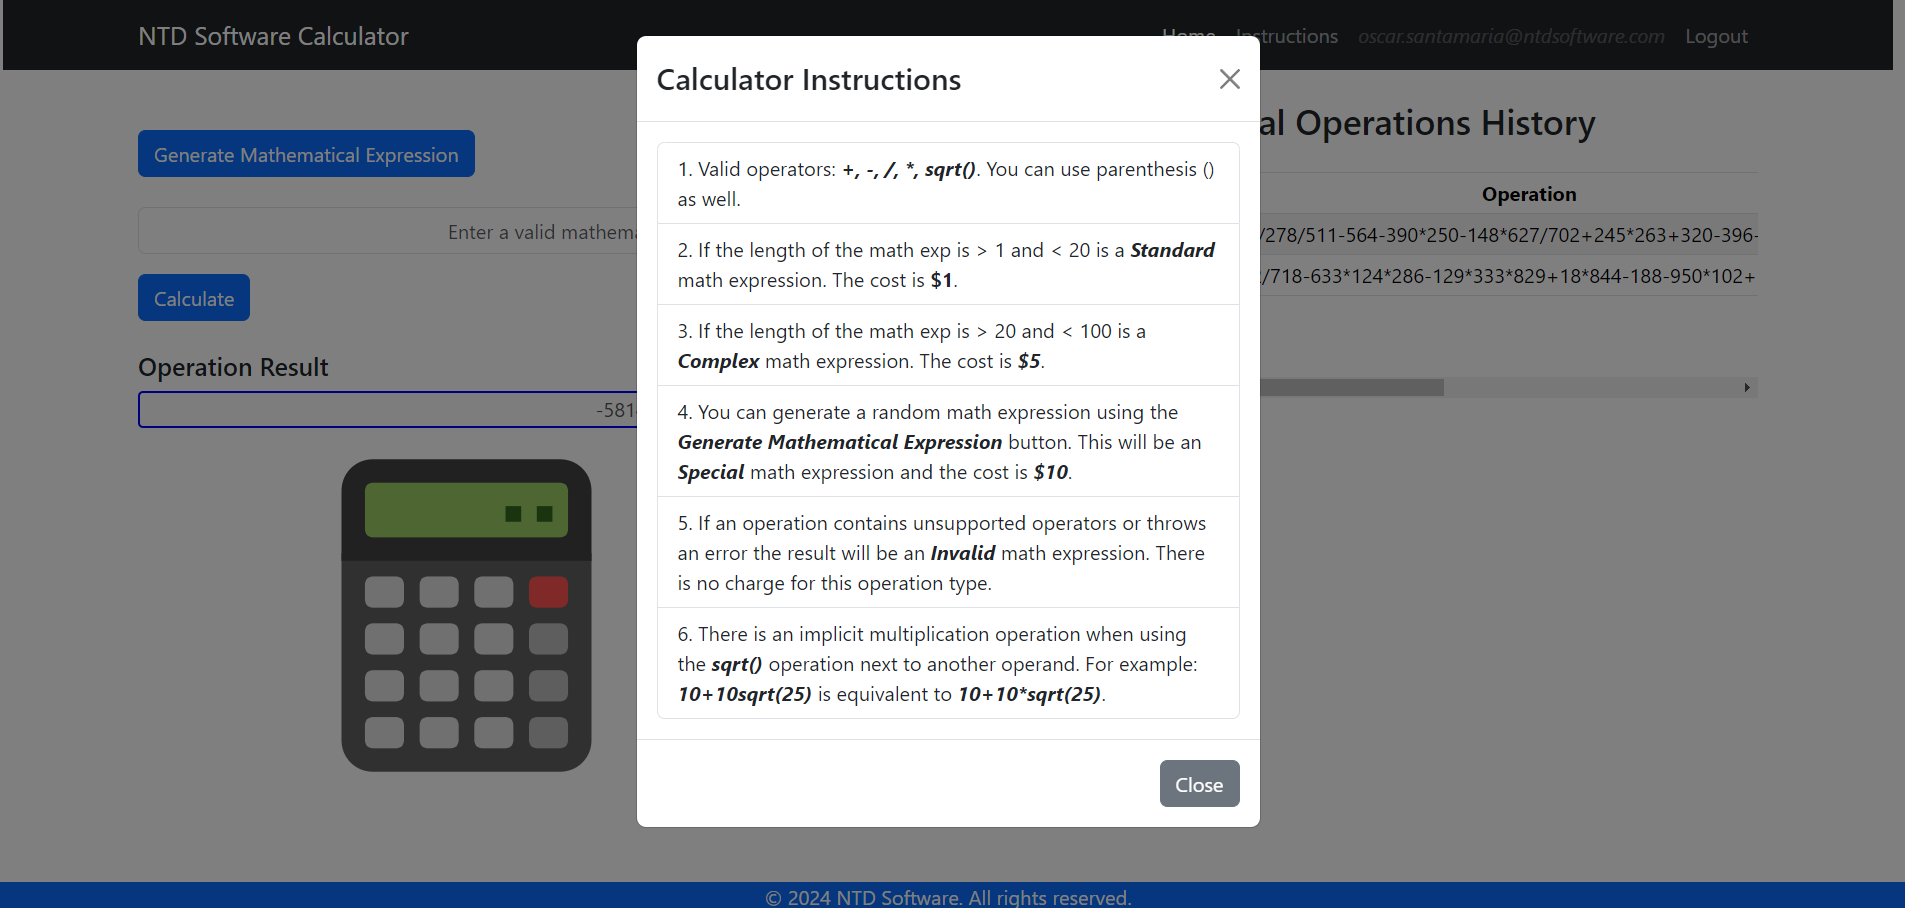 NTD Software Calculator
Home Instructions oscar.santamaria@ntdsoftware.com Logout
Calculator Instructions
1. Valid operators: +, -, /, *, sqrt(). You can use parenthesis ()
as well.
2. If the length of the math exp is > 1 and < 20 is a Standard
math expression. The cost is $1.
3. If the length of the math exp is > 20 and < 100 is a
Complex math expression. The cost is $5.
4. You can generate a random math expression using the
Generate Mathematical Expression button. This will be an
Special math expression and the cost is $10.
5. If an operation contains unsupported operators or throws
an error the result will be an Invalid math expression. There
is no charge for this operation type.
6. There is an implicit multiplication operation when using
the sqrt() operation next to another operand. For example:
10+10sqrt(25) is equivalent to 10+10*sqrt(25).
Close
Generate Mathematical Expression
Enter a valid mathema
Calculate
Operation Result
-581
al Operations History
Operation
/278/511-564-390*250-148*627/702+245*263+320-396-
/718-633*124*286-129*333*829+18*844-188-950*102+
© 2024 NTD Software. All rights reserved.